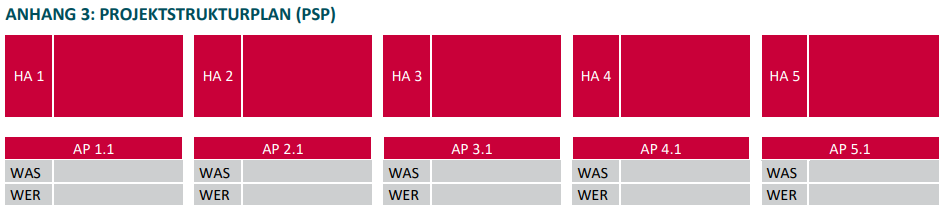 ANHANG 3: PROJEKTSTRUKTURPLAN (PSP)
HA 1 HA 2 HA 3 HA 4 HA 5
AP 1.1 AP 2.1 AP 3.1 AP 4.1 AP 5.1
WAS WAS WAS WAS WAS
WER WER WER WER WER